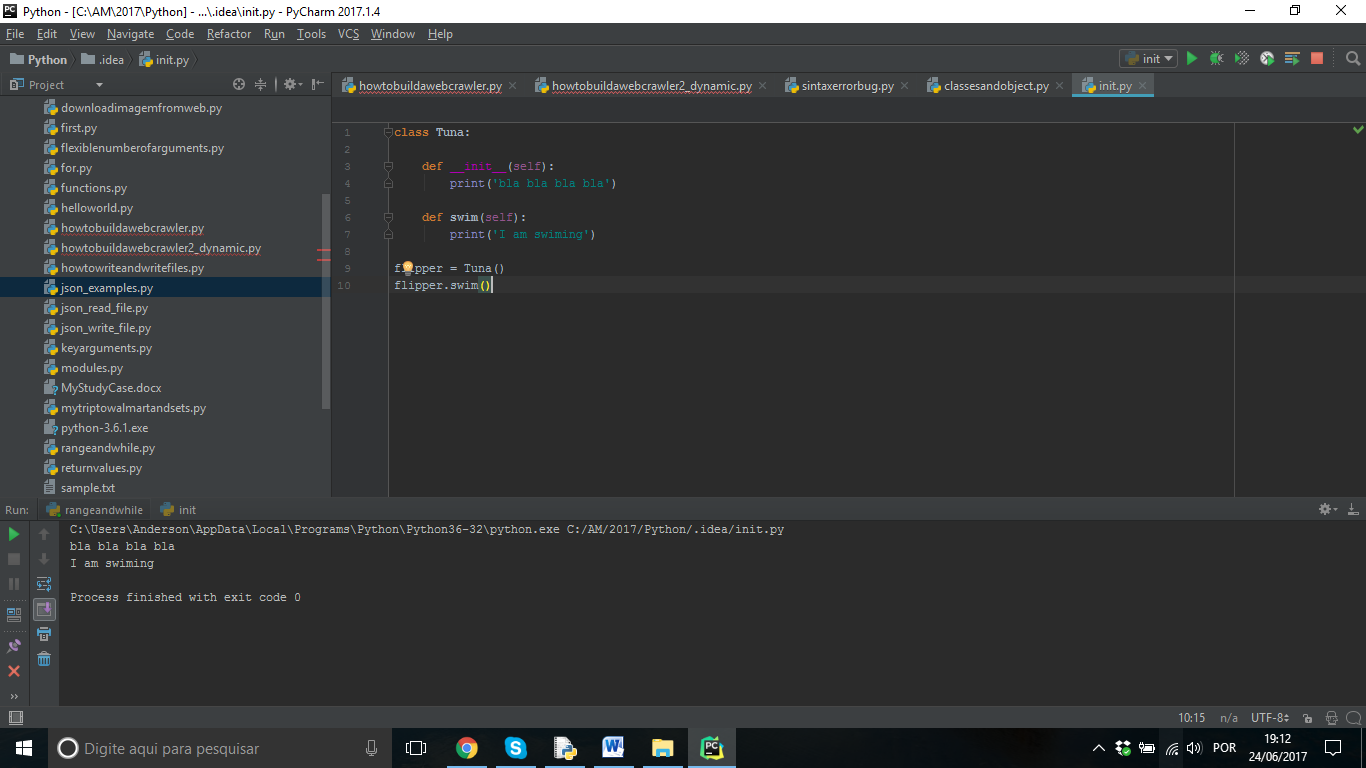 Python - [C:\AM\2017\Python] - ...\.idea\init.py - PyCharm 2017.1.4
File Edit View Navigate Code Refactor Run Tools VCS Window Help
Python .idea init.py
init
Project
howtobuildawebcrawler.py howtobuildawebcrawler2_dynamic.py sintaxerrorbug.py classesandobject.py init.py
downloadimagemfromweb.py
first.py
flexiblenumberofarguments.py
for.py
functions.py
helloworld.py
howtobuildawebcrawler.py
howtobuildawebcrawler2_dynamic.py
howtowriteandwritefiles.py
json_examples.py
json_read_file.py
json_write_file.py
keyarguments.py
modules.py
MyStudyCase.docx
mytriptowalmartandsets.py
python-3.6.1.exe
rangeandwhile.py
returnvalues.py
sample.txt
1 class Tuna:
2
3 def __init__(self):
4 print('bla bla bla bla')
5
6 def swim(self):
7 print('I am swiming')
8
9 flipper = Tuna()
10 flipper.swim()
Run: rangeandwhile init
C:\Users\Anderson\AppData\Local\Programs\Python\Python36-32\python.exe C:/AM/2017/Python/.idea/init.py
bla bla bla bla
I am swiming
Process finished with exit code 0
10:15 n/a UTF-8
Digite aqui para pesquisar
POR
19:12
24/06/2017